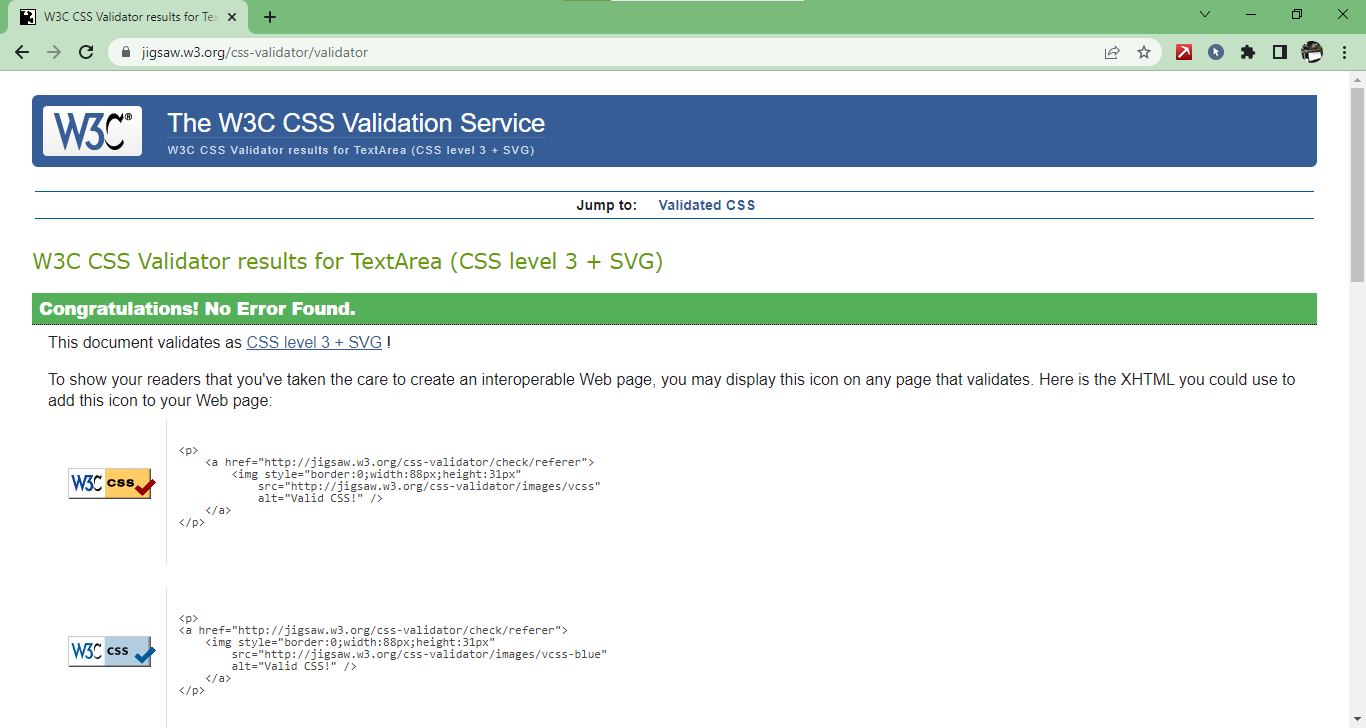 W3C CSS Validator results for Tex
jigsaw.w3.org/css-validator/validator
W3C®
The W3C CSS Validation Service
W3C CSS Validator results for TextArea (CSS level 3 + SVG)
Jump to: Validated CSS
W3C CSS Validator results for TextArea (CSS level 3 + SVG)
Congratulations! No Error Found.
This document validates as CSS level 3 + SVG !
To show your readers that you've taken the care to create an interoperable Web page, you may display this icon on any page that validates. Here is the XHTML you could use to
add this icon to your Web page:
W3C CSS
<p>
<a href="http://jigsaw.w3.org/css-validator/check/referer">
<img style="border:0;width:88px;height:31px"
src="http://jigsaw.w3.org/css-validator/images/vcss"
alt="Valid CSS!" />
</a>
</p>
W3C CSS
<p>
<a href="http://jigsaw.w3.org/css-validator/check/referer">
<img style="border:0;width:88px;height:31px"
src="http://jigsaw.w3.org/css-validator/images/vcss-blue"
alt="Valid CSS!" />
</a>
</p>